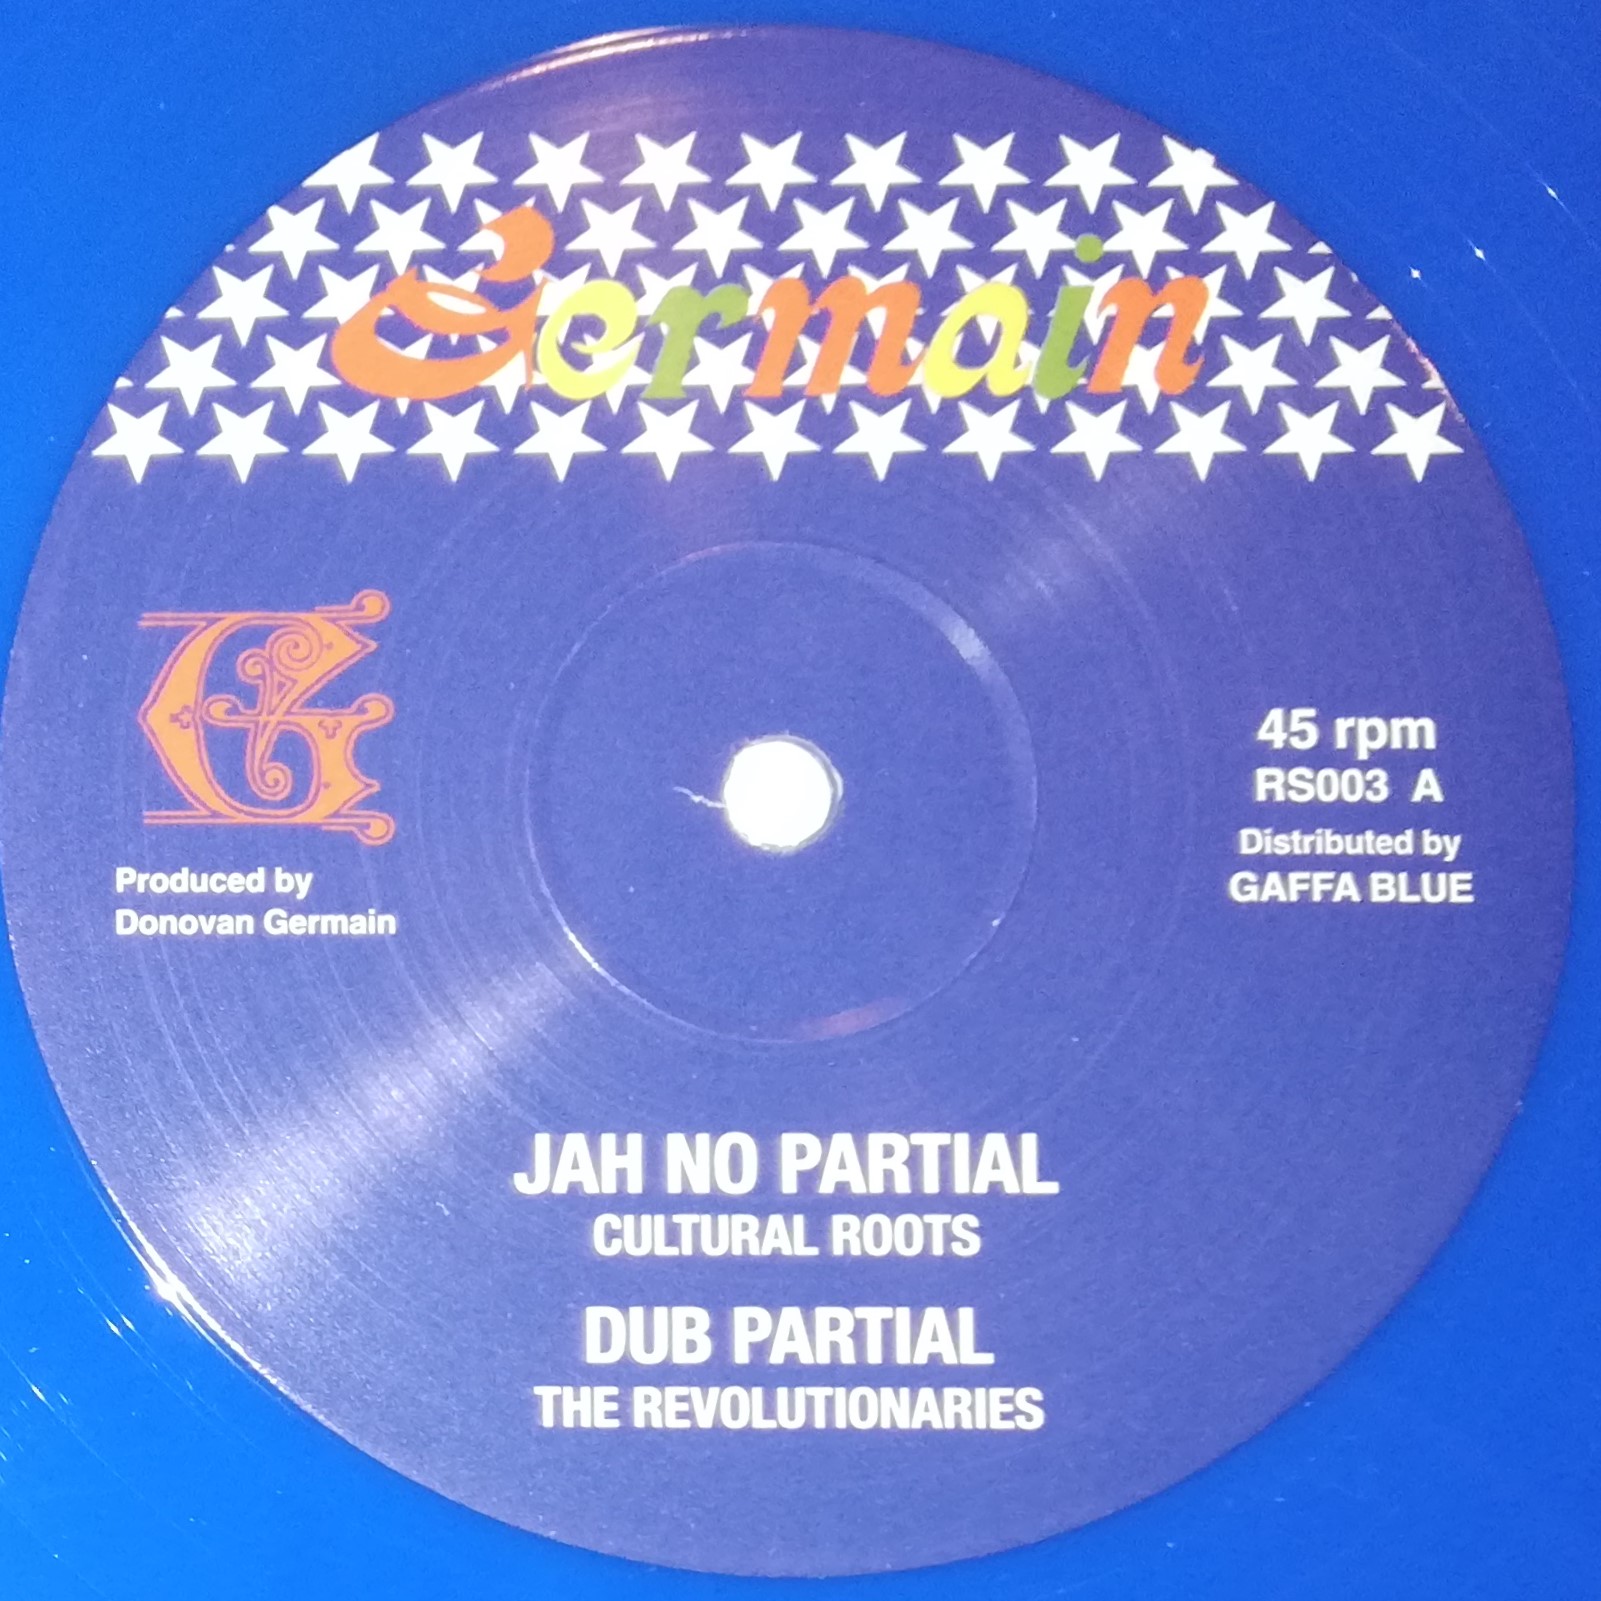 Germain
G
Produced by
Donovan Germain
45 rpm
RS003 A
Distributed by
GAFFA BLUE
JAH NO PARTIAL
CULTURAL ROOTS
DUB PARTIAL
THE REVOLUTIONARIES